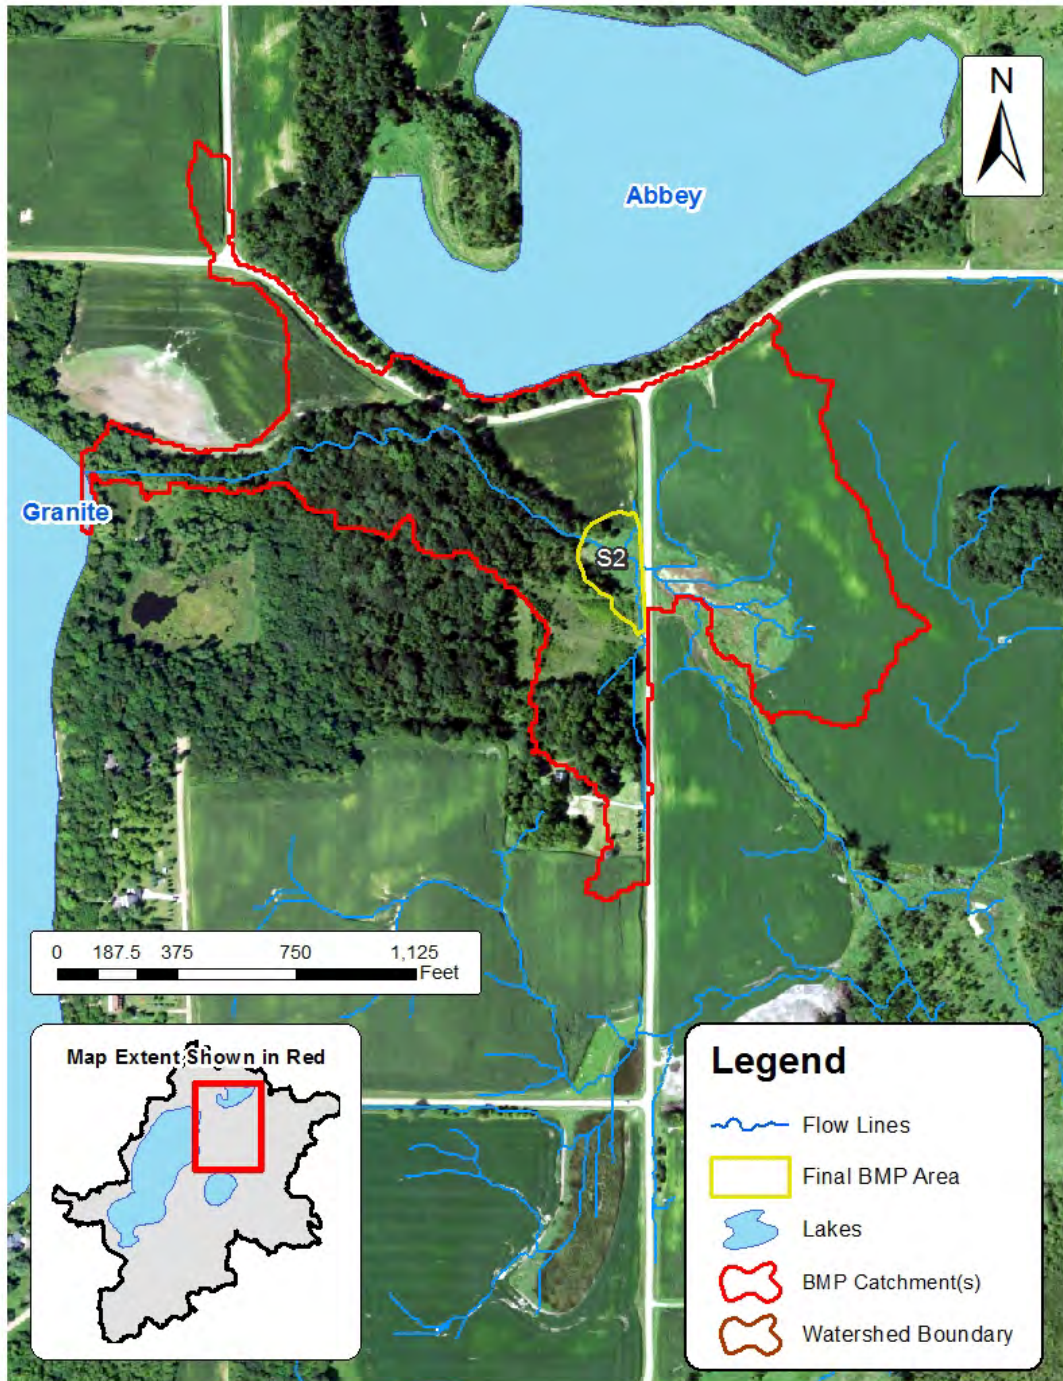 N
Abbey
Granite
S2
0 187.5 375 750 1,125
Feet
Map Extent Shown in Red
Legend
Flow Lines
Final BMP Area
Lakes
BMP Catchment(s)
Watershed Boundary